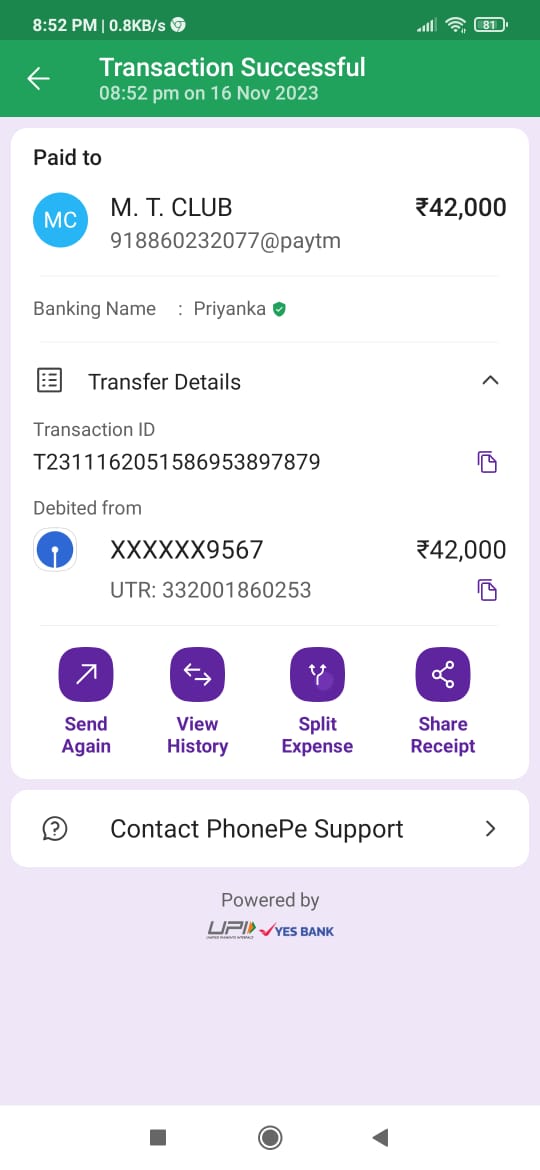 8:52 PM | 0.8KB/s
81
Transaction Successful
08:52 pm on 16 Nov 2023
Paid to
MC
M. T. CLUB
₹42,000
918860232077@paytm
Banking Name : Priyanka
Transfer Details
Transaction ID
T2311162051586953897879
Debited from
XXXXXX9567
₹42,000
UTR: 332001860253
Send Again
View History
Split Expense
Share Receipt
Contact PhonePe Support
Powered by
UPI YES BANK